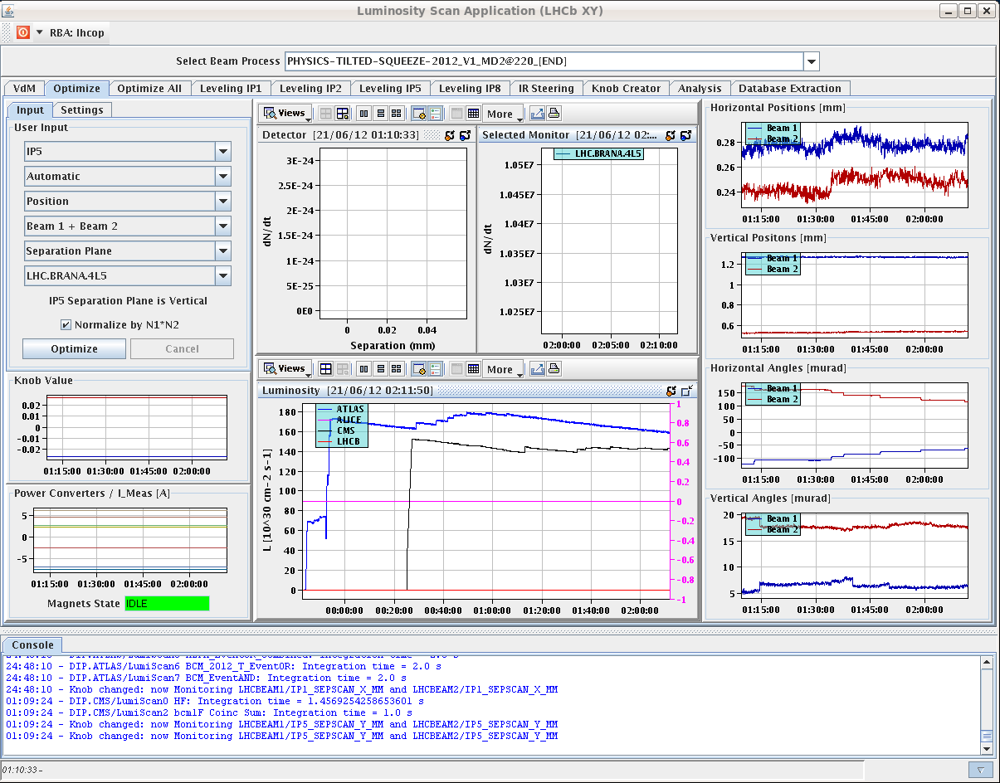 Luminosity Scan Application (LHCb XY)
RBA: lhcop
Select Beam Process PHYSICS-TILTED-SQUEEZE-2012_V1_MD2@220_[END]
VdM Optimize Optimize All Leveling IP1 Leveling IP2 Leveling IP5 Leveling IP8 IR Steering Knob Creator Analysis Database Extraction
Input Settings
User Input
IP5
Automatic
Position
Beam 1 + Beam 2
Separation Plane
LHC.BRANA.4L5
IP5 Separation Plane is Vertical
Normalize by N1*N2
Optimize Cancel
Knob Value
0.02
0.01
0
-0.01
-0.02
01:15:00 01:30:00 01:45:00 02:00:00
Power Converters / I_Meas [A]
5
0
-5
01:15:00 01:30:00 01:45:00 02:00:00
Magnets State IDLE
Views More
Detector [21/06/12 01:10:33]
3E-24
2.5E-24
2E-24
1.5E-24
1E-24
5E-25
0E0
dN/dt
0 0.02 0.04
Separation (mm)
Selected Monitor [21/06/12 02:...
LHC.BRANA.4L5
1.05E7
1.045E7
1.04E7
1.035E7
1.03E7
1.025E7
dN/dt
02:00:00 02:05:00 02:10:00
Views More
Luminosity [21/06/12 02:11:50]
ATLAS
ALICE
CMS
LHCB
180
160
140
120
100
80
60
40
20
0
L [10^30 cm-2 s-1]
1
0.8
0.6
0.4
0.2
0
-0.2
-0.4
-0.6
-0.8
-1
00:00:00 00:20:00 00:40:00 01:00:00 01:20:00 01:40:00 02:00:00
Horizontal Positions [mm]
Beam 1
Beam 2
0.28
0.26
0.24
01:15:00 01:30:00 01:45:00 02:00:00
Vertical Positons [mm]
Beam 1
Beam 2
1.2
1
0.8
0.6
01:15:00 01:30:00 01:45:00 02:00:00
Horizontal Angles [murad]
Beam 1
Beam 2
150
100
50
0
-50
-100
01:15:00 01:30:00 01:45:00 02:00:00
Vertical Angles [murad]
Beam 1
Beam 2
20
15
10
5
01:15:00 01:30:00 01:45:00 02:00:00
Console
24:48:10 - DIP.ATLAS/LumiScan6 BCM_2012_T_EventOR: Integration time = 2.0 s
24:48:10 - DIP.ATLAS/LumiScan7 BCM_EventAND: Integration time = 2.0 s
24:48:10 - Knob changed: now Monitoring LHCBEAM1/IP1_SEPSCAN_X_MM and LHCBEAM2/IP1_SEPSCAN_X_MM
01:09:24 - DIP.CMS/LumiScan0 HF: Integration time = 1.4569254258653601 s
01:09:24 - DIP.CMS/LumiScan2 bcm1F Coinc Sum: Integration time = 1.0 s
01:09:24 - Knob changed: now Monitoring LHCBEAM1/IP5_SEPSCAN_Y_MM and LHCBEAM2/IP5_SEPSCAN_Y_MM
01:09:24 - Knob changed: now Monitoring LHCBEAM1/IP5_SEPSCAN_Y_MM and LHCBEAM2/IP5_SEPSCAN_Y_MM
01:10:33 -